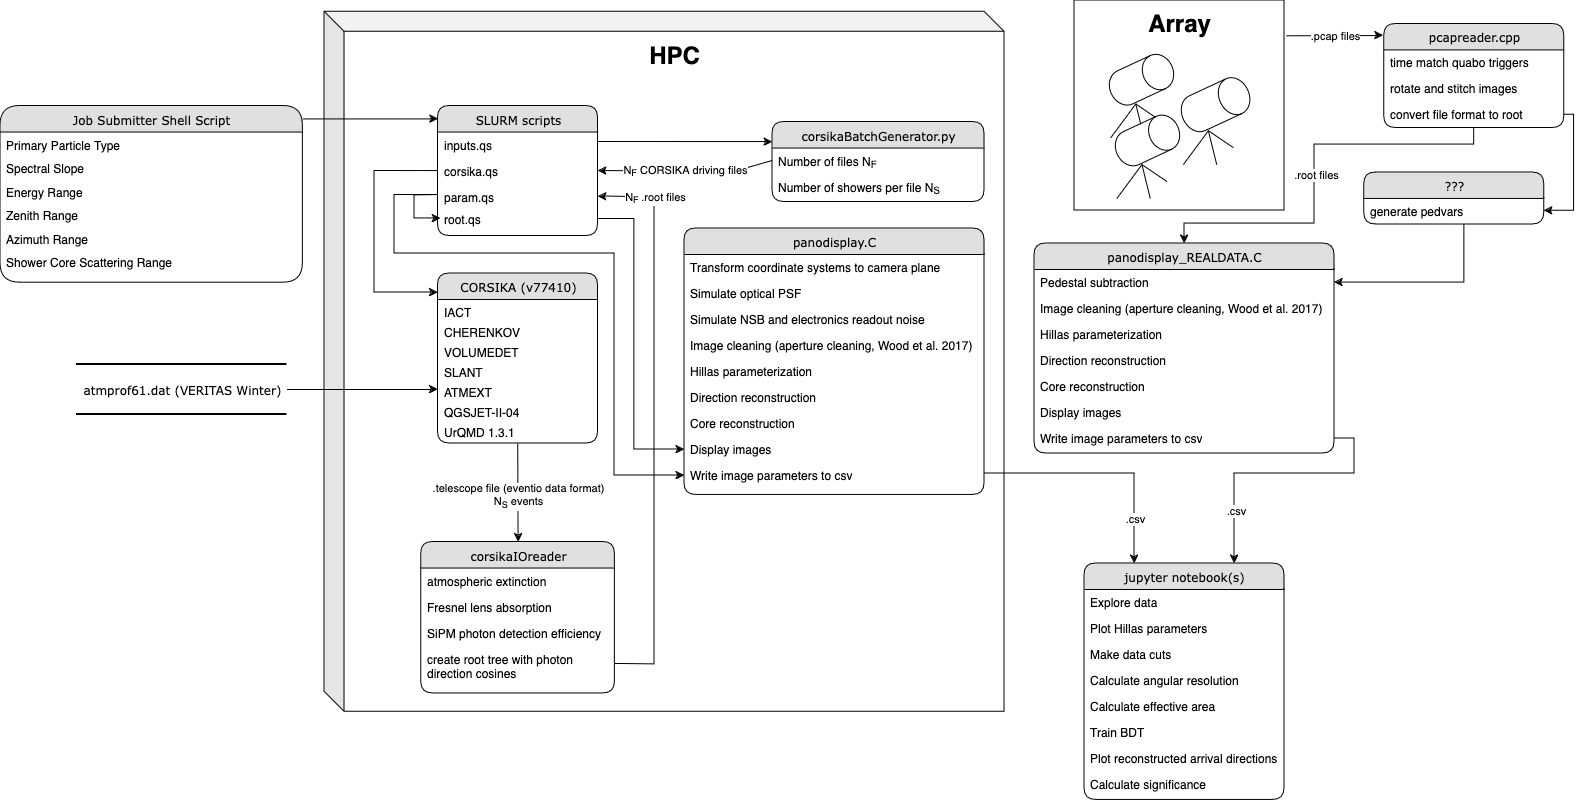 HPC
Array
.pcap files
pcapreader.cpp
time match quabo triggers
rotate and stitch images
convert file format to root
Job Submitter Shell Script
Primary Particle Type
Spectral Slope
Energy Range
Zenith Range
Azimuth Range
Shower Core Scattering Range
SLURM scripts
inputs.qs
corsika.qs
param.qs
root.qs
corsikaBatchGenerator.py
Number of files NF
Number of showers per file NS
NF CORSIKA driving files
NF .root files
.root files
???
generate pedvars
panodisplay.C
Transform coordinate systems to camera plane
Simulate optical PSF
Simulate NSB and electronics readout noise
Image cleaning (aperture cleaning, Wood et al. 2017)
Hillas parameterization
Direction reconstruction
Core reconstruction
Display images
Write image parameters to csv
panodisplay_REALDATA.C
Pedestal subtraction
Image cleaning (aperture cleaning, Wood et al. 2017)
Hillas parameterization
Direction reconstruction
Core reconstruction
Display images
Write image parameters to csv
CORSIKA (v77410)
IACT
CHERENKOV
VOLUMEDET
SLANT
ATMEXT
QGSJET-II-04
UrQMD 1.3.1
atmprof61.dat (VERITAS Winter)
.telescope file (eventio data format)
NS events
corsikaIOreader
atmospheric extinction
Fresnel lens absorption
SiPM photon detection efficiency
create root tree with photon
direction cosines
.csv
.csv
jupyter notebook(s)
Explore data
Plot Hillas parameters
Make data cuts
Calculate angular resolution
Calculate effective area
Train BDT
Plot reconstructed arrival directions
Calculate significance